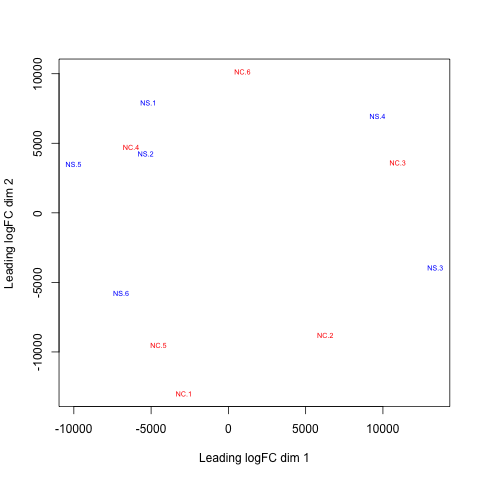 NC.6
NS.1
NS.4
NC.4
NS.2
NS.5
NC.3
NS.3
NS.6
NC.2
NC.5
NC.1
10000
5000
0
-5000
-10000
Leading logFC dim 2
-10000 -5000 0 5000 10000
Leading logFC dim 1